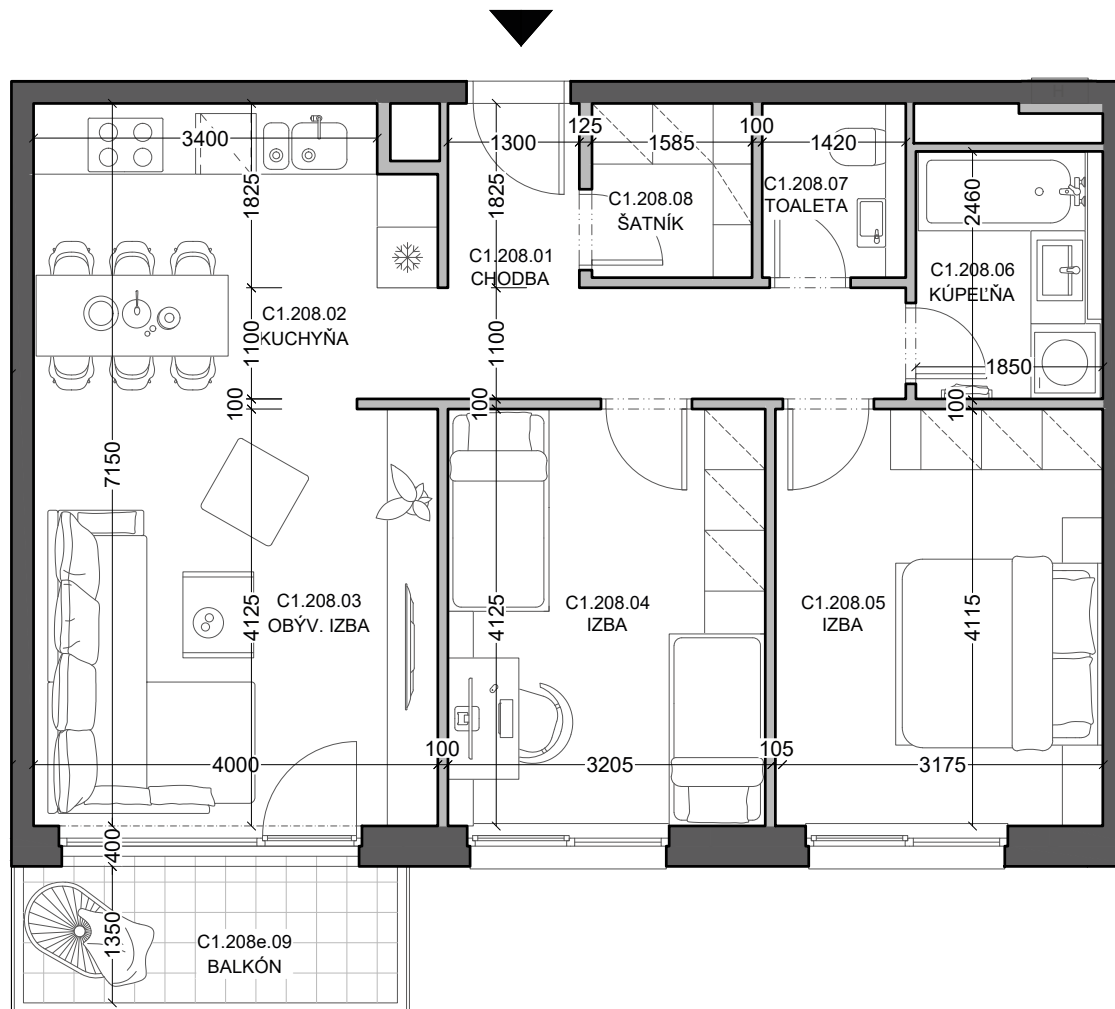 3400
1300
125
1585
100
1420
1825
1825
2460
C1.208.08
ŠATNÍK
C1.208.07
TOALETA
C1.208.01
CHODBA
C1.208.06
KÚPEĽŇA
C1.208.02
KUCHYŇA
1100
1100
1850
100
100
100
7150
C1.208.03
OBÝV. IZBA
4125
C1.208.04
IZBA
4125
C1.208.05
IZBA
4115
4000
100
3205
105
3175
400
1350
C1.208e.09
BALKÓN